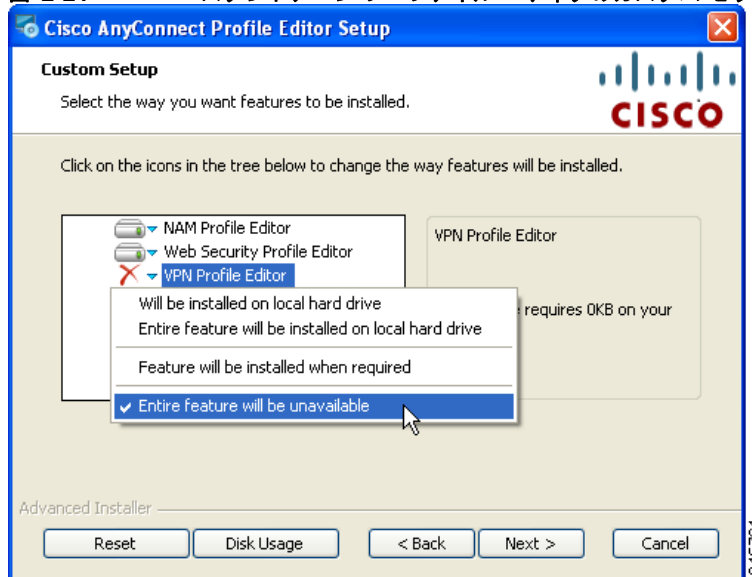 Cisco AnyConnect Profile Editor Setup
Custom Setup
Select the way you want features to be installed.
CISCO
Click on the icons in the tree below to change the way features will be installed.
NAM Profile Editor
Web Security Profile Editor
VPN Profile Editor
VPN Profile Editor
requires 0KB on your
Will be installed on local hard drive
Entire feature will be installed on local hard drive
Feature will be installed when required
Entire feature will be unavailable
Advanced Installer
Reset
Disk Usage
< Back
Next >
Cancel